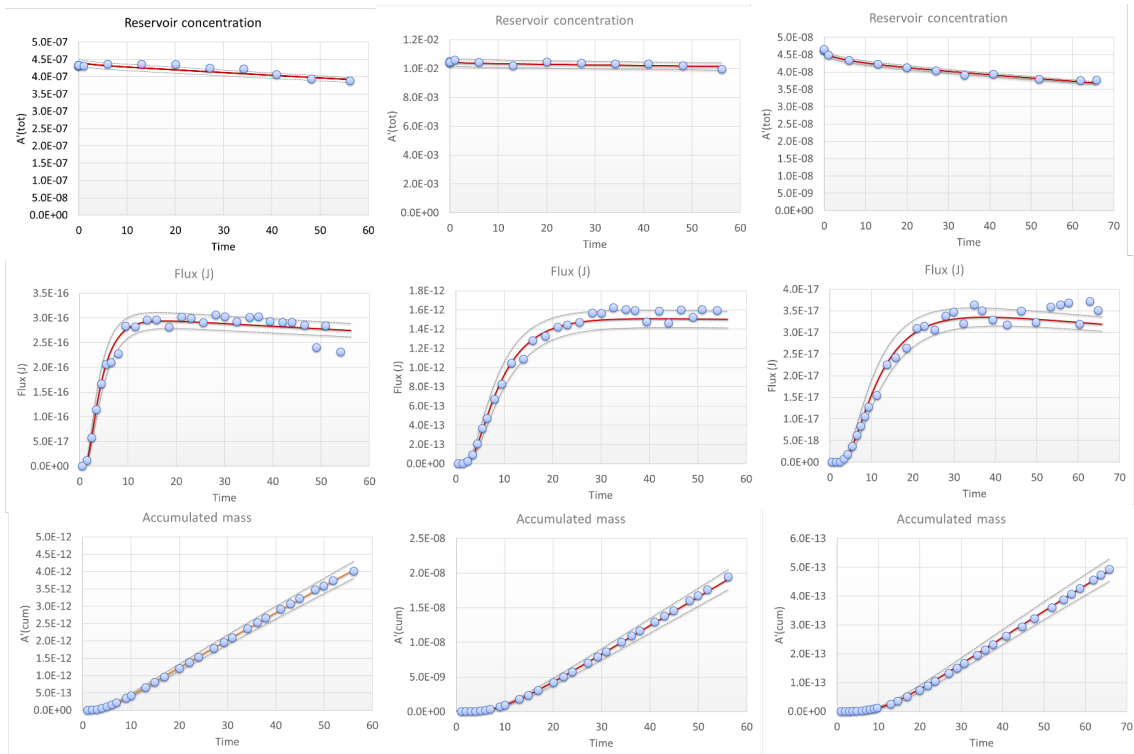 Reservoir concentration
5.0E-07
4.5E-07
4.0E-07
3.5E-07
3.0E-07
2.5E-07
2.0E-07
1.5E-07
1.0E-07
5.0E-08
0.0E+00
A'(tot)
0 10 20 30 40 50 60
Time
Reservoir concentration
1.2E-02
1.0E-02
8.0E-03
6.0E-03
4.0E-03
2.0E-03
0.0E+00
A'(tot)
0 10 20 30 40 50 60
Time
Reservoir concentration
5.0E-08
4.5E-08
4.0E-08
3.5E-08
3.0E-08
2.5E-08
2.0E-08
1.5E-08
1.0E-08
5.0E-09
0.0E+00
A'(tot)
0 10 20 30 40 50 60 70
Time
Flux (J)
3.5E-16
3.0E-16
2.5E-16
2.0E-16
1.5E-16
1.0E-16
5.0E-17
0.0E+00
Flux (J)
0 10 20 30 40 50 60
Time
Flux (J)
1.8E-12
1.6E-12
1.4E-12
1.2E-12
1.0E-12
8.0E-13
6.0E-13
4.0E-13
2.0E-13
0.0E+00
Flux (J)
0 10 20 30 40 50 60
Time
Flux (J)
4.0E-17
3.5E-17
3.0E-17
2.5E-17
2.0E-17
1.5E-17
1.0E-17
5.0E-18
0.0E+00
Flux (J)
0 10 20 30 40 50 60 70
Time
Accumulated mass
5.0E-12
4.5E-12
4.0E-12
3.5E-12
3.0E-12
2.5E-12
2.0E-12
1.5E-12
1.0E-12
5.0E-13
0.0E+00
A'(cum)
0 10 20 30 40 50 60
Time
Accumulated mass
2.5E-08
2.0E-08
1.5E-08
1.0E-08
5.0E-09
0.0E+00
A'(cum)
0 10 20 30 40 50 60
Time
Accumulated mass
6.0E-13
5.0E-13
4.0E-13
3.0E-13
2.0E-13
1.0E-13
0.0E+00
A'(cum)
0 10 20 30 40 50 60 70
Time